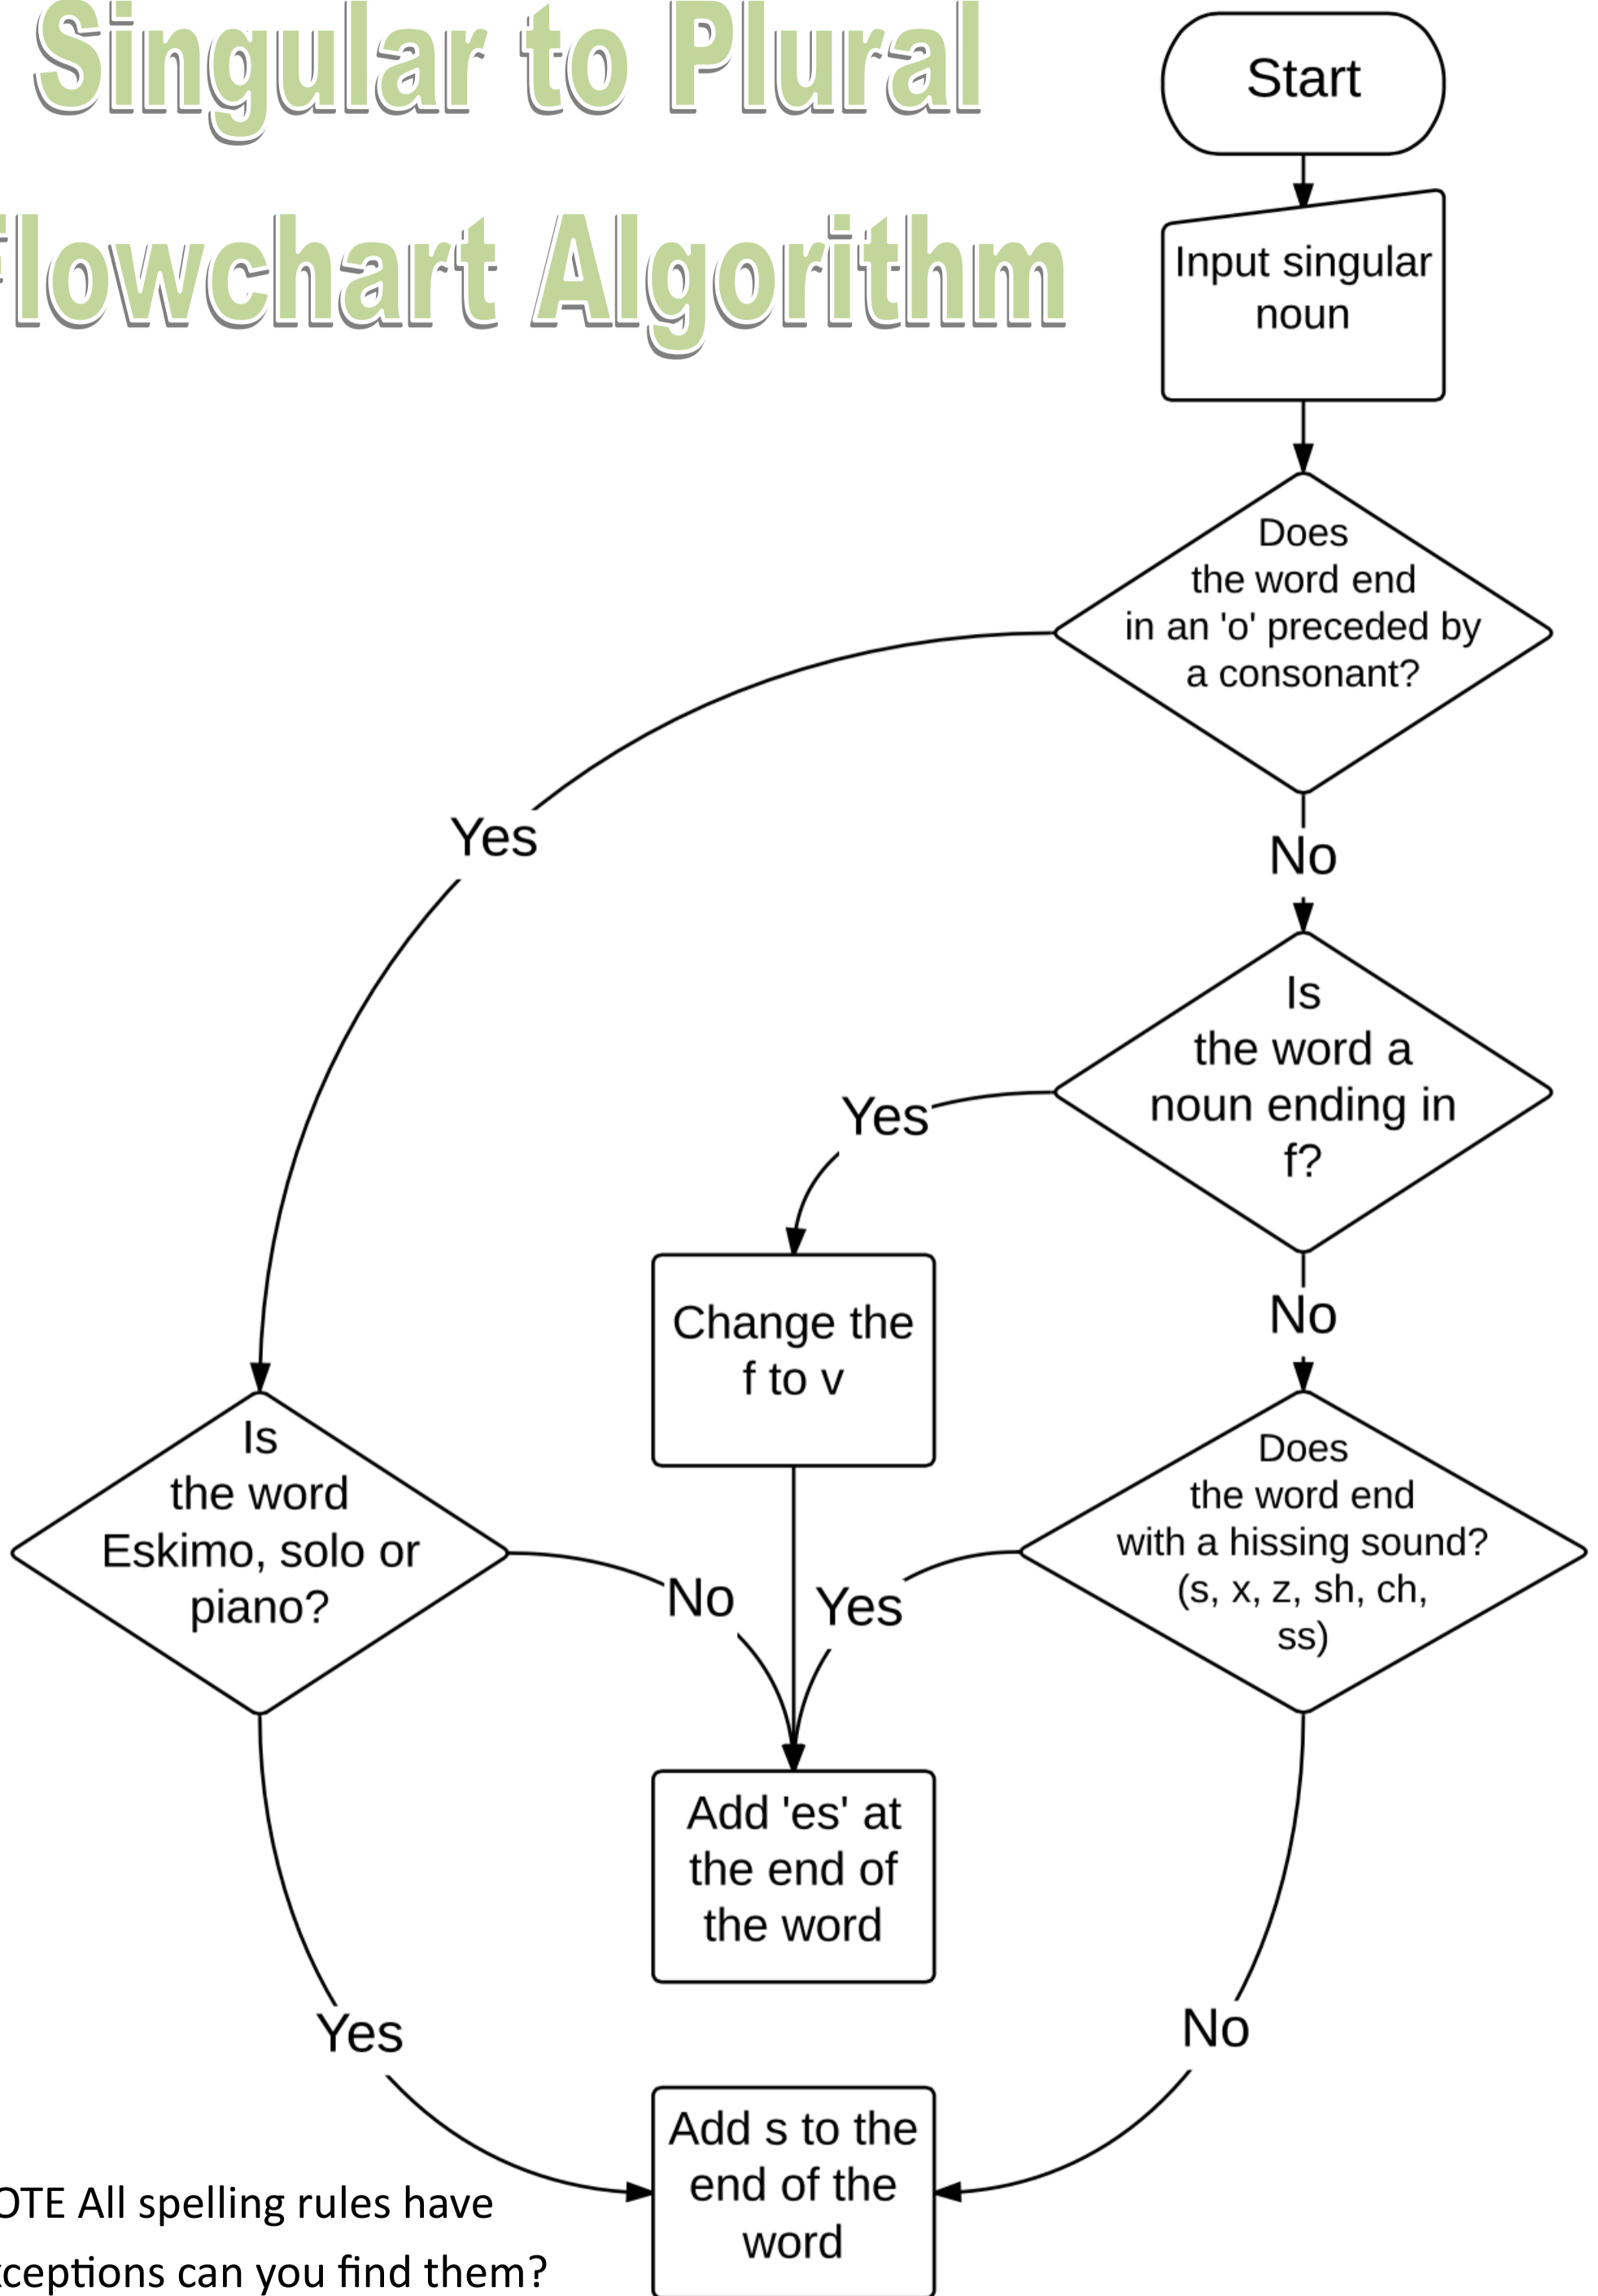 Singular to Plural
Flowchart Algorithm
Start
Input singular
noun
Does
the word end
in an 'o' preceded by
a consonant?
Yes
No
Is
the word a
noun ending in
f?
Yes
No
Change the
f to v
Is
the word
Eskimo, solo or
piano?
Does
the word end
with a hissing sound?
(s, x, z, sh, ch,
ss)
No
Yes
Add 'es' at
the end of
the word
Yes
No
Add s to the
end of the
word
OTE All spelling rules have
xceptions can you find them?